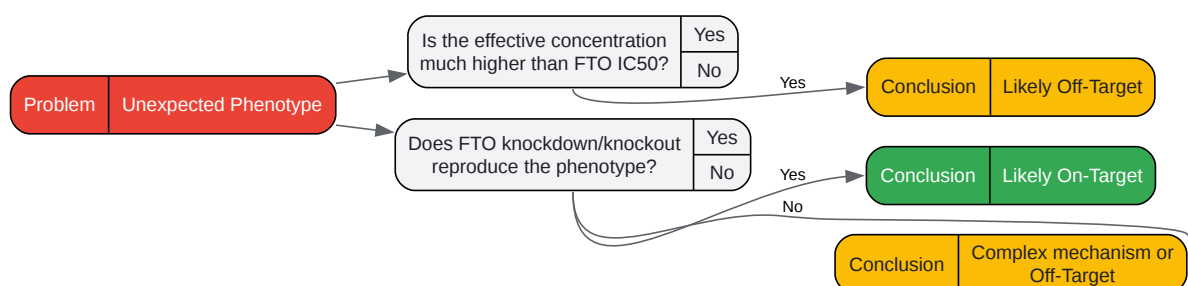 Problem
Unexpected Phenotype
Is the effective concentration
much higher than FTO IC50?
Yes
No
Yes
Conclusion
Likely Off-Target
Does FTO knockdown/knockout
reproduce the phenotype?
Yes
No
Yes
Conclusion
Likely On-Target
No
Conclusion
Complex mechanism or
Off-Target